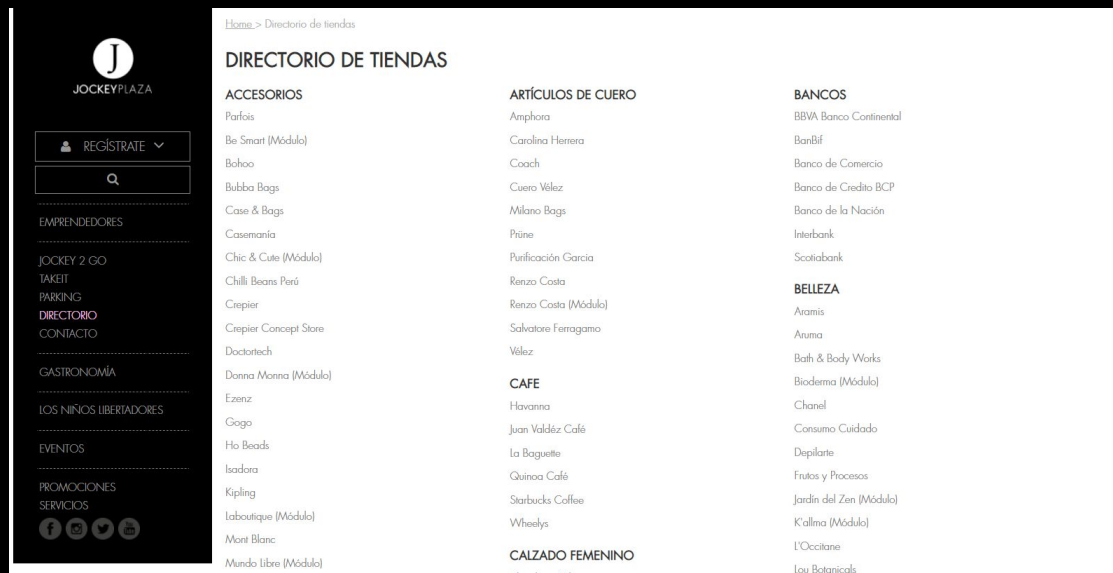 J
JOCKEYPLAZA
REGÍSTRATE
EMPRENDEDORES
JOCKEY 2 GO
TAKEIT
PARKING
DIRECTORIO
CONTACTO
GASTRONOMÍA
LOS NIÑOS LIBERTADORES
EVENTOS
PROMOCIONES
SERVICIOS
Home > Directorio de tiendas
DIRECTORIO DE TIENDAS
ACCESORIOS
Parfois
Be Smart (Módulo)
Bohoo
Bubba Bags
Case & Bags
Casemanía
Chic & Cute (Módulo)
Chilli Beans Perú
Crepier
Crepier Concept Store
Doctortech
Donna Monna (Módulo)
Ezenz
Gogo
Ho Beads
Isadora
Kipling
Laboutique (Módulo)
Mont Blanc
Mundo Libre (Módulo)
ARTÍCULOS DE CUERO
Amphora
Carolina Herrera
Coach
Cuero Vélez
Milano Bags
Prüne
Purificación García
Renzo Costa
Renzo Costa (Módulo)
Salvatore Ferragamo
Vélez
CAFE
Havanna
Juan Valdéz Café
La Baguette
Quinoa Café
Starbucks Coffee
Wheelys
CALZADO FEMENINO
BANCOS
BBVA Banco Continental
BanBif
Banco de Comercio
Banco de Credito BCP
Banco de la Nación
Interbank
Scotiabank
BELLEZA
Aramis
Aruma
Bath & Body Works
Bioderma (Módulo)
Chanel
Consumo Cuidado
Depilarte
Frutos y Procesos
Jardín del Zen (Módulo)
K'allma (Módulo)
L'Occitane
Lou Botanicals